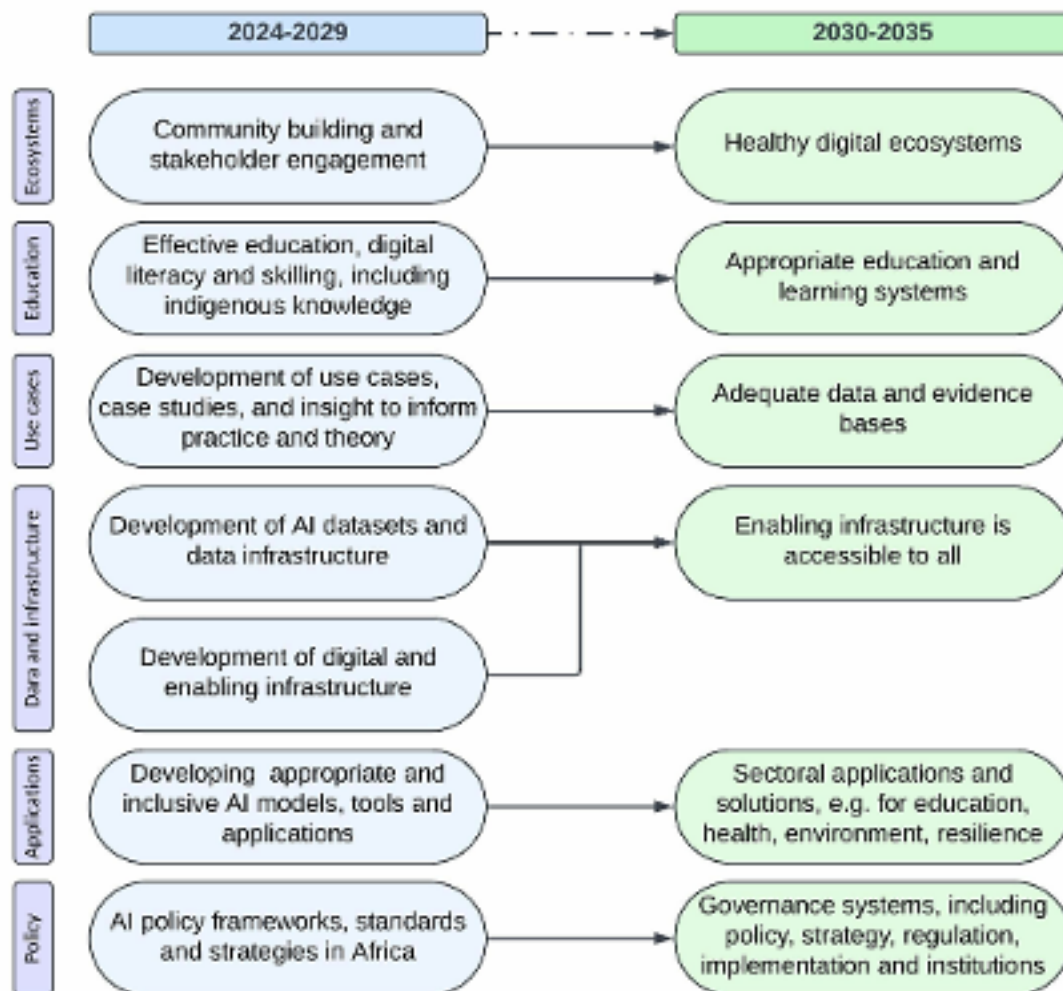 2024-2029
2030-2035
Ecosystems
Community building and
stakeholder engagement
Healthy digital ecosystems
Education
Effective education, digital
literacy and skilling, including
indigenous knowledge
Appropriate education and
learning systems
Use cases
Development of use cases,
case studies, and insight to inform
practice and theory
Adequate data and evidence
bases
Dara and infrastructure
Development of AI datasets and
data infrastructure
Enabling infrastructure is
accessible to all
Development of digital and
enabling infrastructure
Applications
Developing appropriate and
inclusive AI models, tools and
applications
Sectoral applications and
solutions, e.g. for education,
health, environment, resilience
Policy
AI policy frameworks, standards
and strategies in Africa
Governance systems, including
policy, strategy, regulation,
implementation and institutions